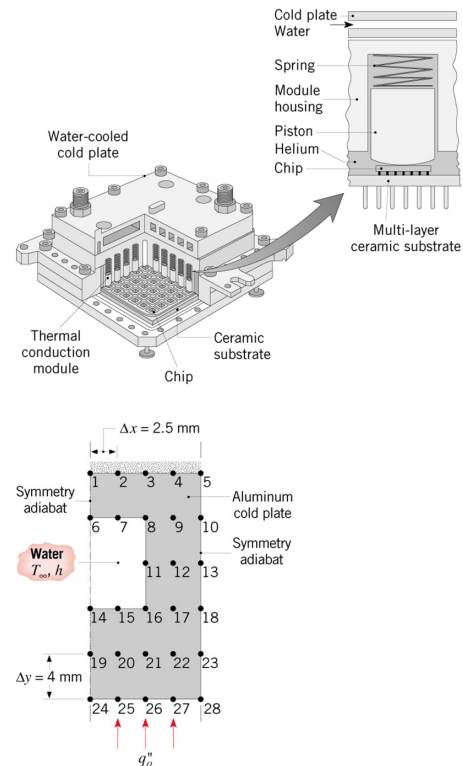 Cold plate
Water
Spring
Module
housing
Piston
Helium
Chip
Multi-layer
ceramic substrate
Water-cooled
cold plate
Thermal
conduction
module
Chip
Ceramic
substrate
Δx = 2.5 mm
1 2 3 4 5
Symmetry
adiabat
Aluminum
cold plate
6 7 8 9 10
Symmetry
adiabat
Water
T∞, h
11 12 13
14 15 16 17 18
19 20 21 22 23
Δy = 4 mm
24 25 26 27 28
q"o